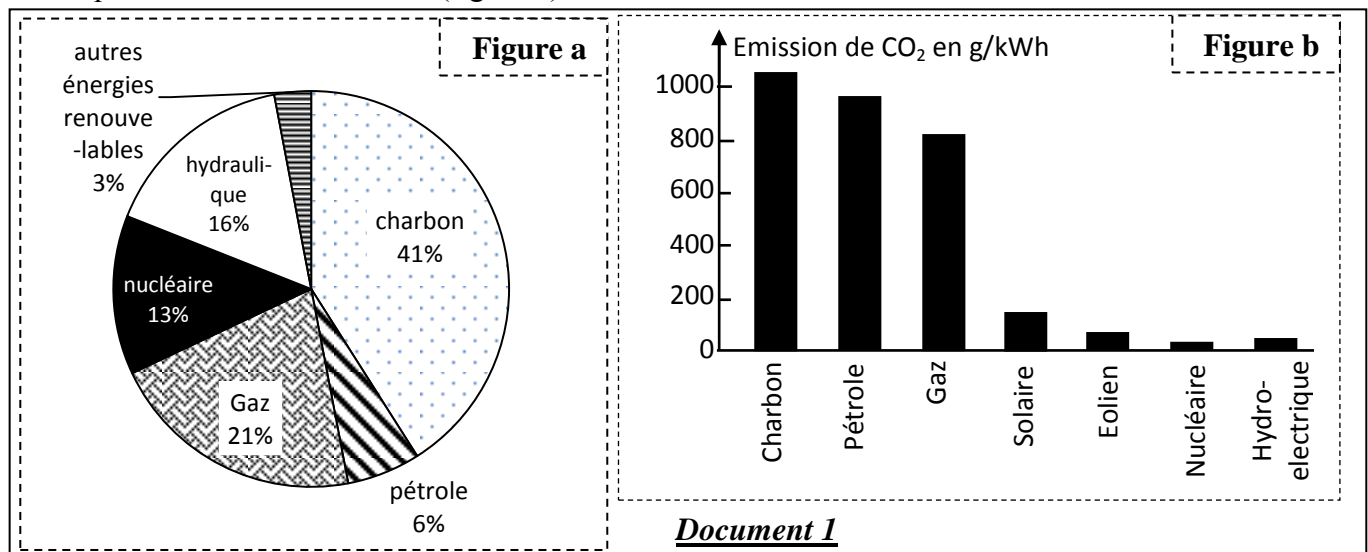 Figure a
autres
énergies
renouve
-lables
3%
hydrauli-
que
16%
charbon
41%
nucléaire
13%
Gaz
21%
pétrole
6%
Figure b
Emission de CO₂ en g/kWh
1000
800
600
400
200
0
Charbon
Pétrole
Gaz
Solaire
Eolien
Nucléaire
Hydro-
electrique
Document 1